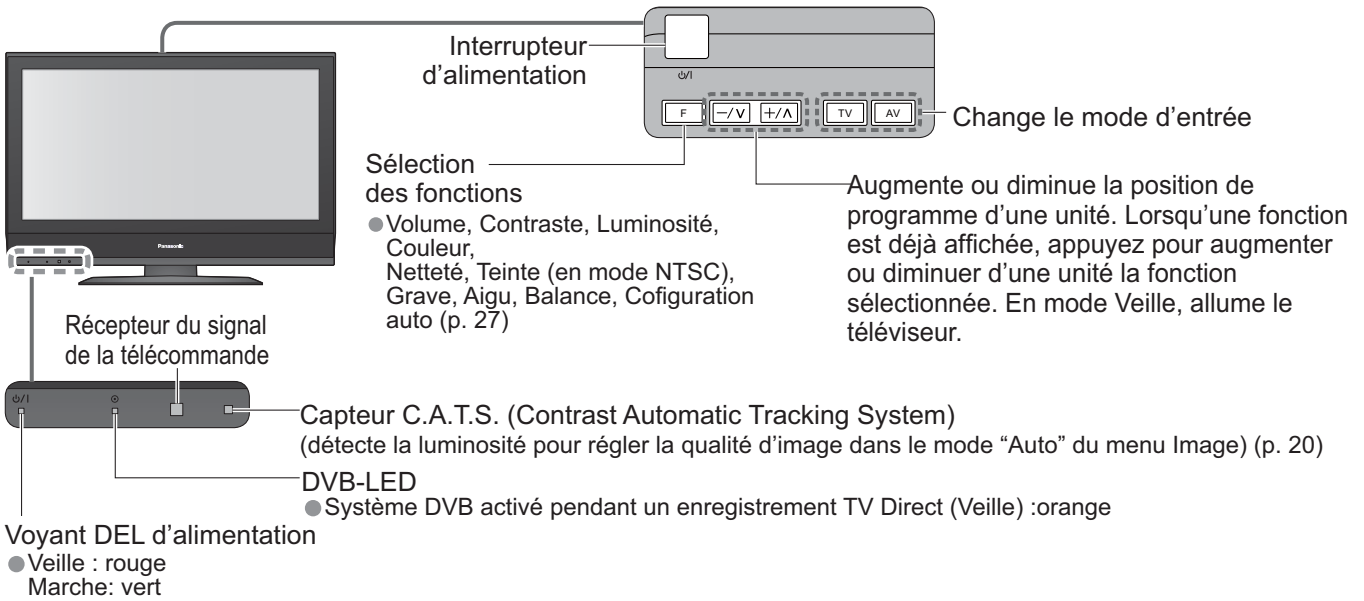 Interrupteur
d’alimentation
⏻/I
F
−/∨
+/∧
TV
AV
Change le mode d’entrée
Sélection
des fonctions
●Volume, Contraste, Luminosité,
Couleur,
Netteté, Teinte (en mode NTSC),
Grave, Aigu, Balance, Cofiguration
auto (p. 27)
Augmente ou diminue la position de
programme d’une unité. Lorsqu’une fonction
est déjà affichée, appuyez pour augmenter
ou diminuer d’une unité la fonction
sélectionnée. En mode Veille, allume le
téléviseur.
Panasonic
Récepteur du signal
de la télécommande
⏻/I
Capteur C.A.T.S. (Contrast Automatic Tracking System)
(détecte la luminosité pour régler la qualité d’image dans le mode “Auto” du menu Image) (p. 20)
DVB-LED
●Système DVB activé pendant un enregistrement TV Direct (Veille) :orange
Voyant DEL d’alimentation
●Veille : rouge
Marche: vert